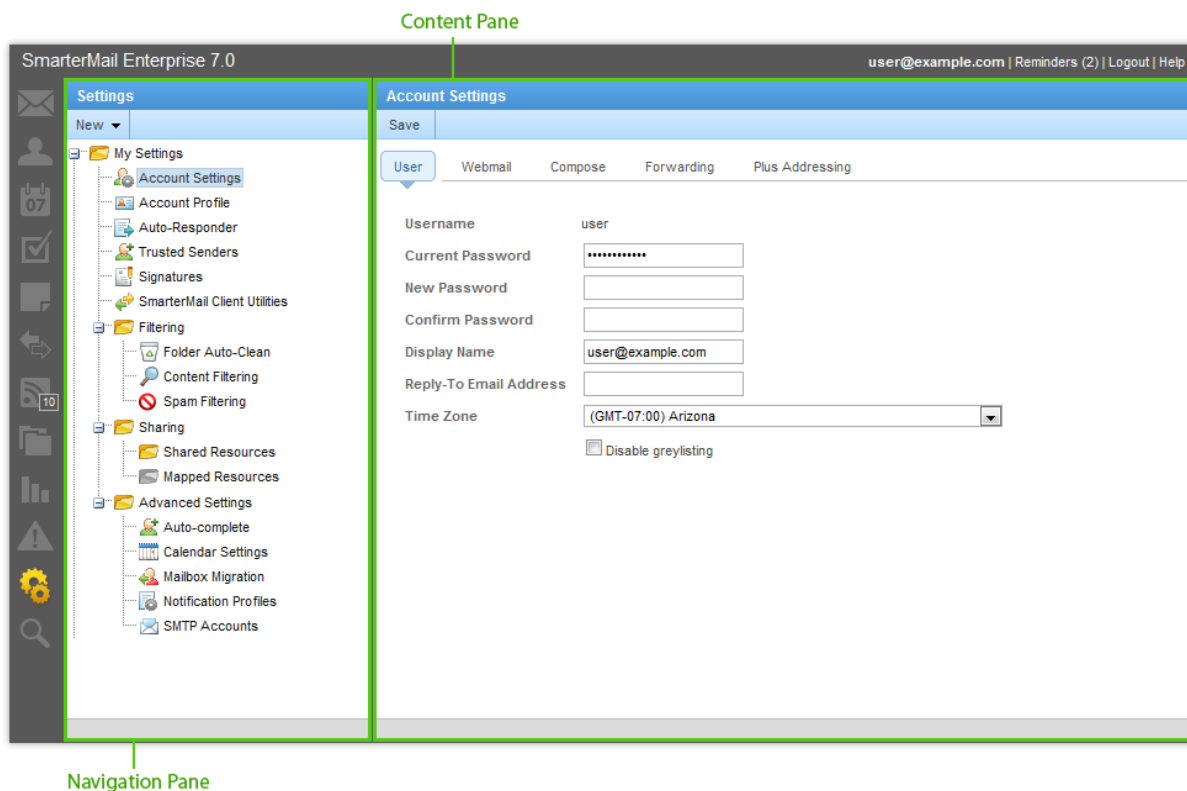 Content Pane
SmarterMail Enterprise 7.0
user@example.com | Reminders (2) | Logout | Help
Settings
New
My Settings
Account Settings
Account Profile
Auto-Responder
Trusted Senders
Signatures
SmarterMail Client Utilities
Filtering
Folder Auto-Clean
Content Filtering
Spam Filtering
Sharing
Shared Resources
Mapped Resources
Advanced Settings
Auto-complete
Calendar Settings
Mailbox Migration
Notification Profiles
SMTP Accounts
07
10
Account Settings
Save
User Webmail Compose Forwarding Plus Addressing
Username user
Current Password ••••••••••••
New Password
Confirm Password
Display Name user@example.com
Reply-To Email Address
Time Zone (GMT-07:00) Arizona
Disable greylisting
Navigation Pane